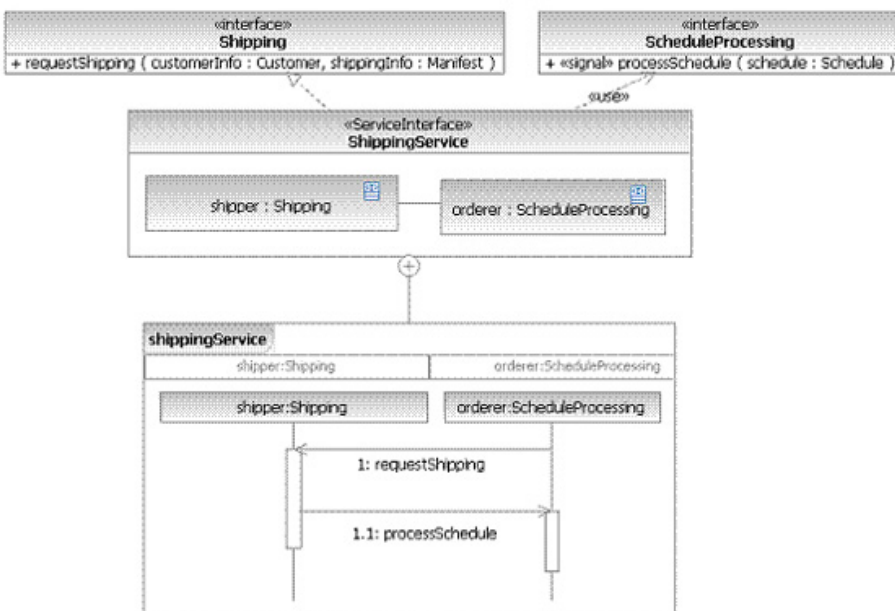 «interface»
Shipping
+ requestShipping ( customerInfo : Customer, shippingInfo : Manifest )
«interface»
ScheduleProcessing
+ «signal» processSchedule ( schedule : Schedule )
«use»
«ServiceInterface»
ShippingService
shipper : Shipping
orderer : ScheduleProcessing
shippingService
shipper:Shipping
orderer:ScheduleProcessing
shipper:Shipping
orderer:ScheduleProcessing
1: requestShipping
1.1: processSchedule